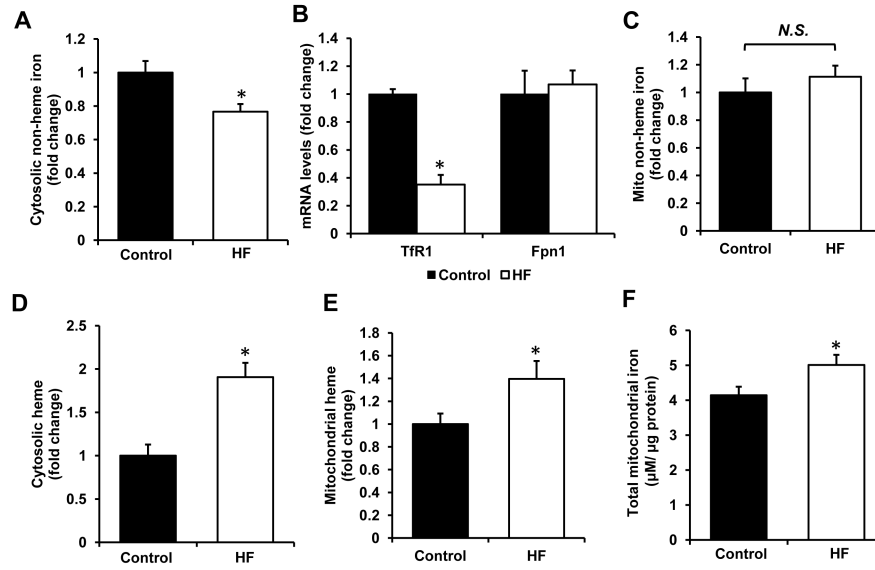 A
Cytosolic non-heme iron
(fold change)
1.2
1
0.8
0.6
0.4
0.2
0
*
Control
HF
B
mRNA levels (fold change)
1.4
1.2
1
0.8
0.6
0.4
0.2
0
*
TfR1
Fpn1
Control HF
C
Mito non-heme iron
(fold change)
1.4
1.2
1
0.8
0.6
0.4
0.2
0
N.S.
Control
HF
D
Cytosolic heme
(fold change)
2.5
2
1.5
1
0.5
0
*
Control
HF
E
Mitochondrial heme
(fold change)
1.8
1.6
1.4
1.2
1
0.8
0.6
0.4
0.2
0
*
Control
HF
F
Total mitochondrial iron
(μM/ μg protein)
6
5
4
3
2
1
0
*
Control
HF